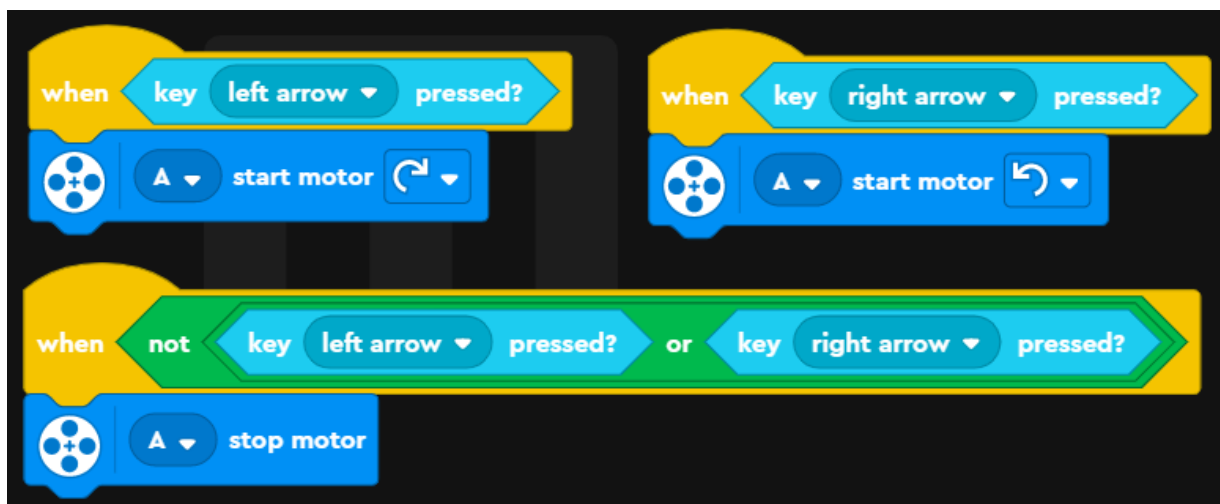 when key left arrow pressed?
A start motor
when key right arrow pressed?
A start motor
when not key left arrow pressed? or key right arrow pressed?
A stop motor